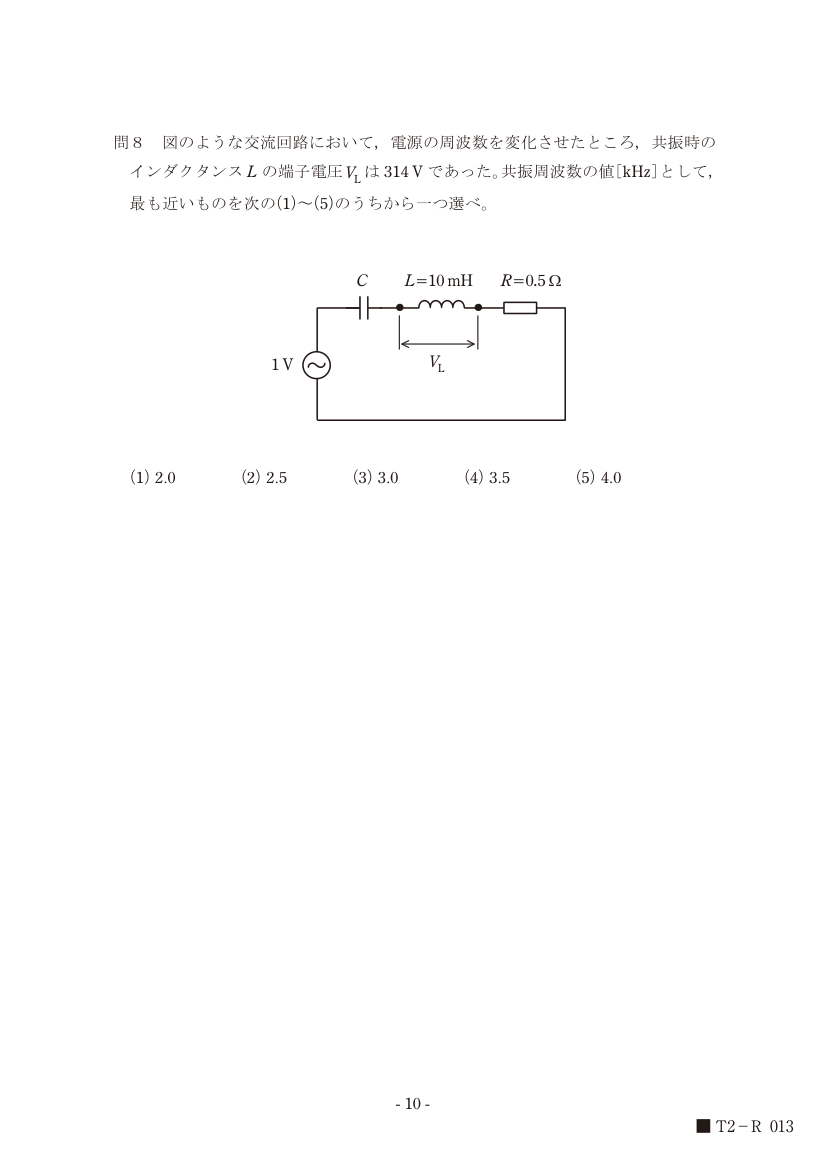 問８　図のような交流回路において，電源の周波数を変化させたところ，共振時の
インダクタンス L の端子電圧 VL は 314 V であった。共振周波数の値［kHz］として，
最も近いものを次の(1)～(5)のうちから一つ選べ。
C L=10 mH R=0.5 Ω
1 V
VL
(1) 2.0 (2) 2.5 (3) 3.0 (4) 3.5 (5) 4.0
- 10 -
■ T2－R 013